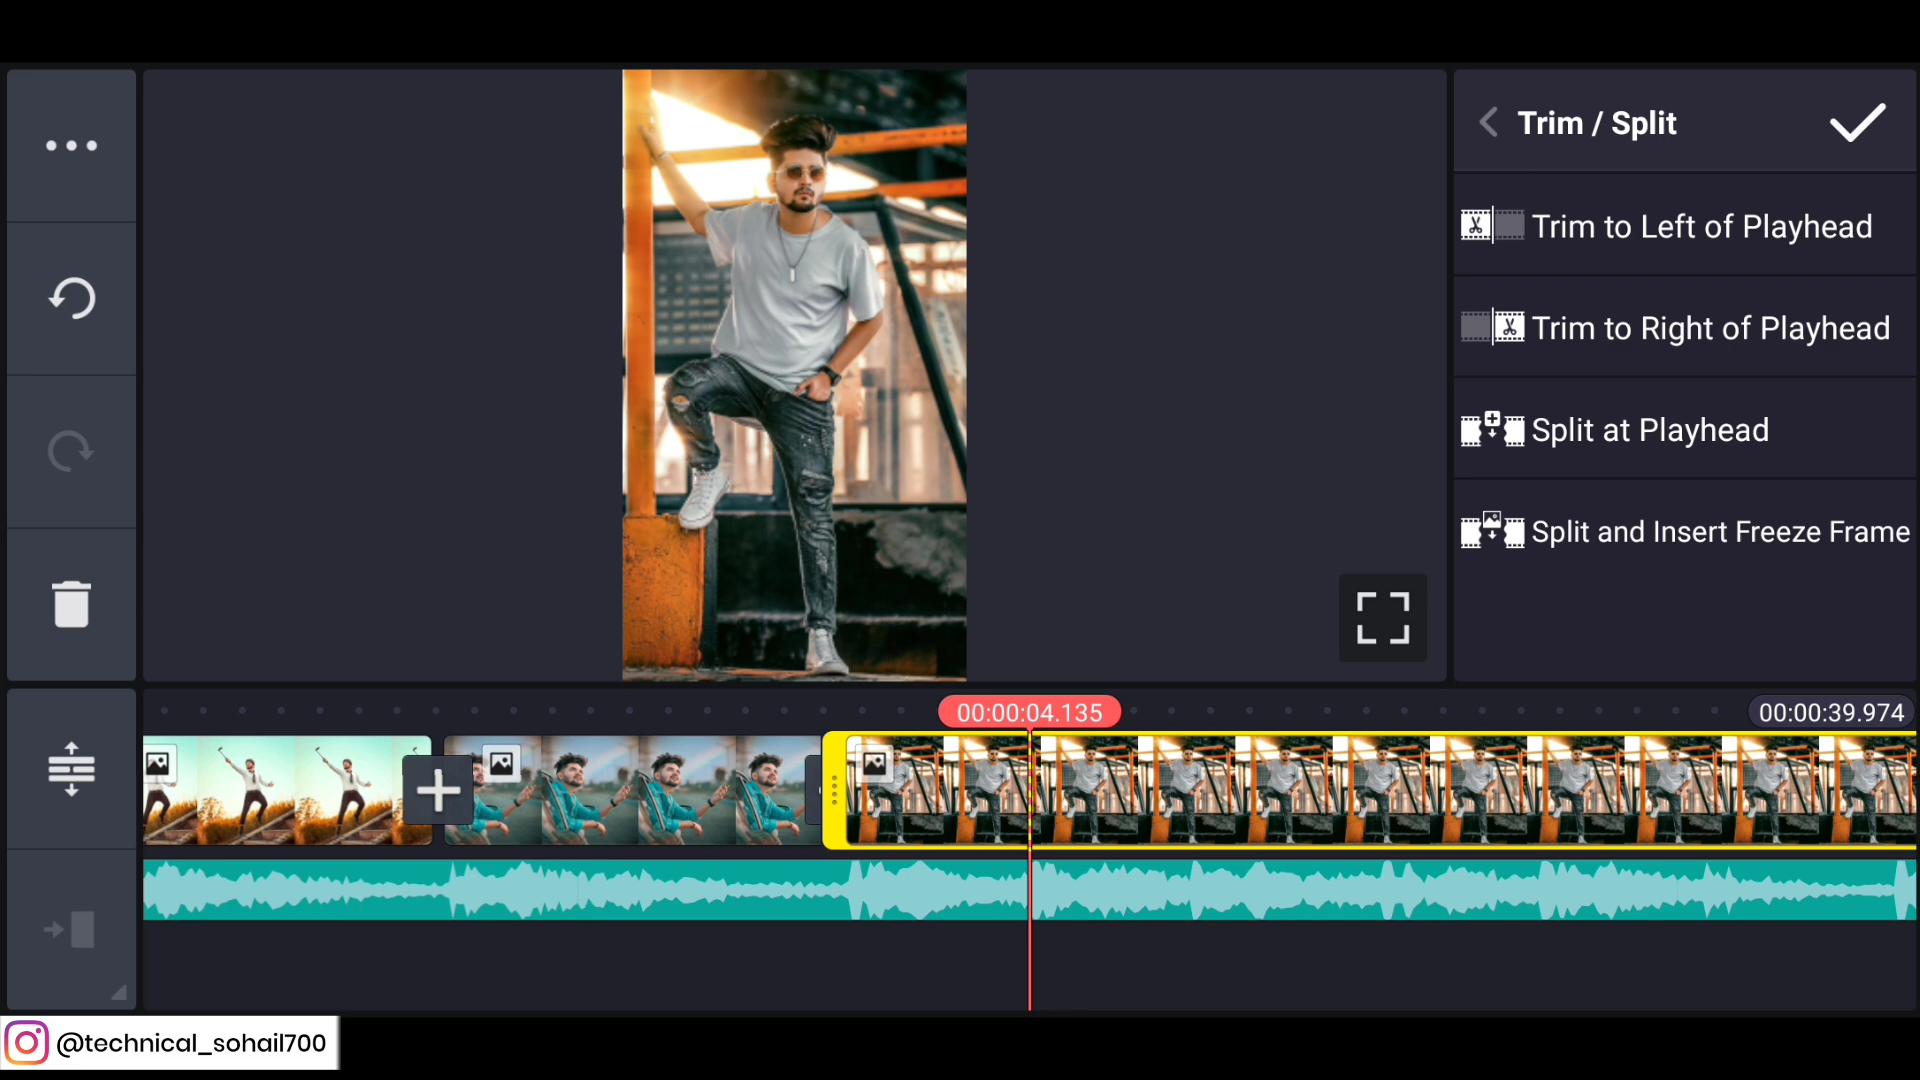 Trim / Split
Trim to Left of Playhead
Trim to Right of Playhead
Split at Playhead
Split and Insert Freeze Frame
00:00:04.135
00:00:39.974
@technical_sohail700